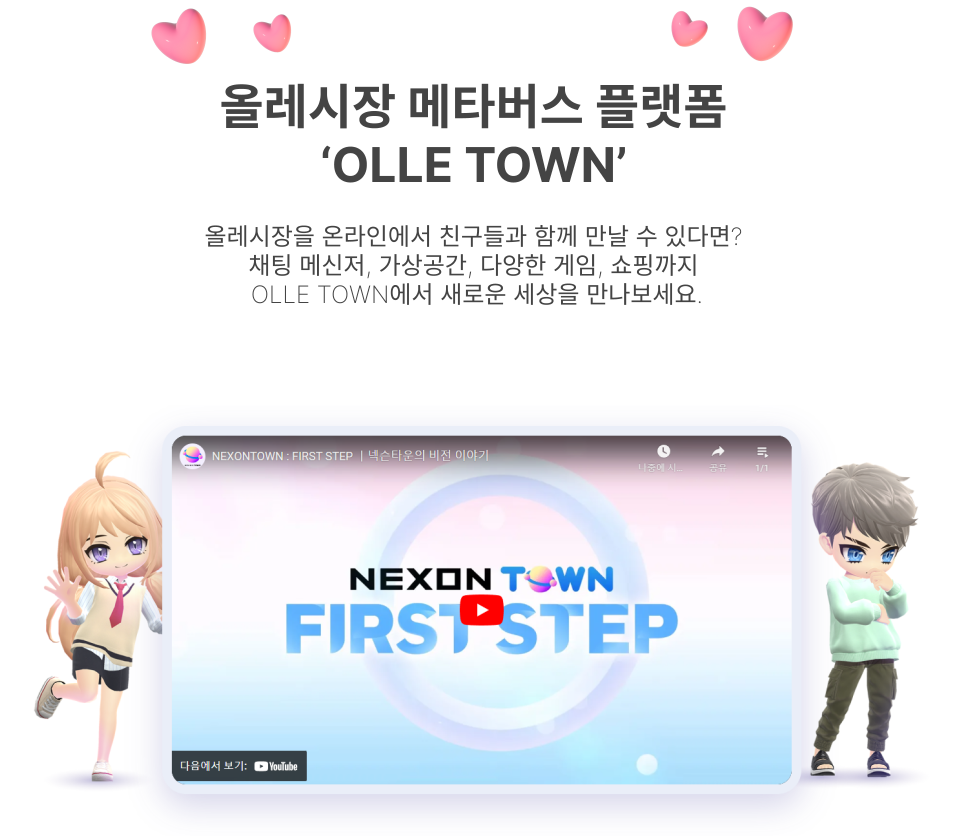 올레시장 메타버스 플랫폼
‘OLLE TOWN’
올레시장을 온라인에서 친구들과 함께 만날 수 있다면?
채팅 메신저, 가상공간, 다양한 게임, 쇼핑까지
OLLE TOWN에서 새로운 세상을 만나보세요.
NEXONTOWN : FIRST STEP ㅣ넥슨타운의 비전 이야기
나중에 시...
공유
1/1
NEXON TOWN
FIRST STEP
다음에서 보기: YouTube